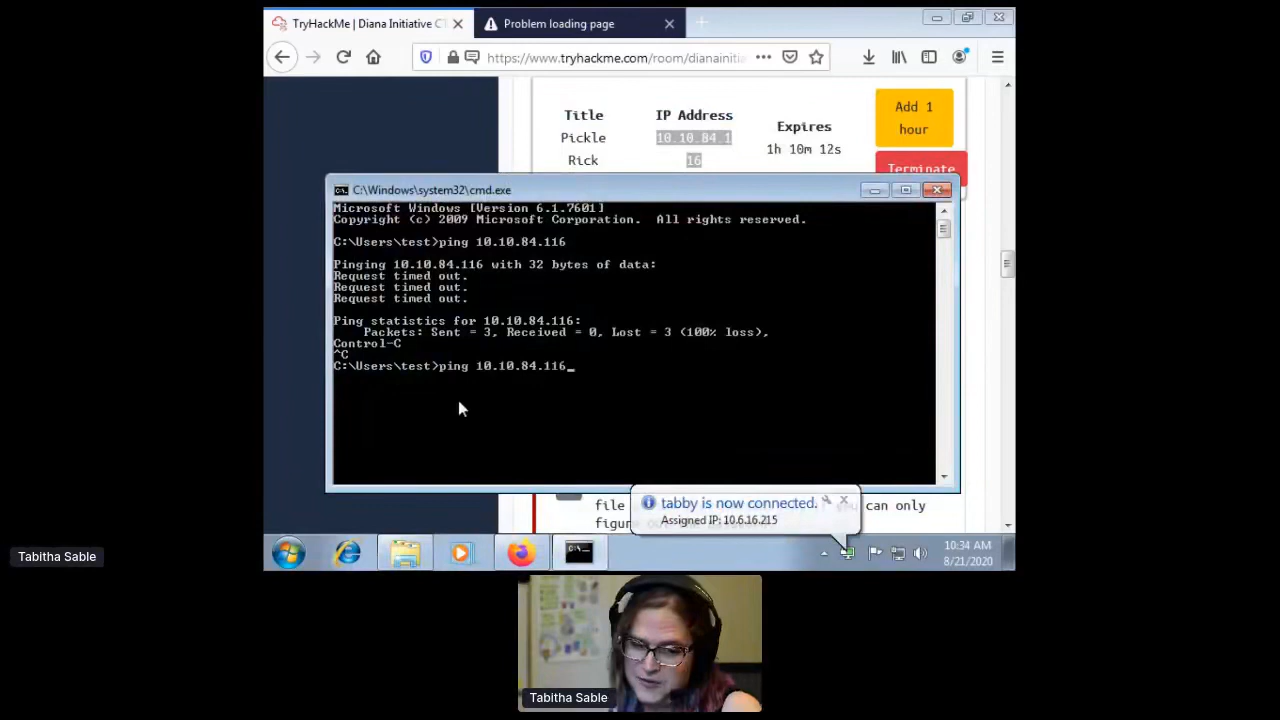 TryHackMe | Diana Initiative CT
Problem loading page
https://www.tryhackme.com/room/dianainitia
Title
IP Address
Expires
Add 1
hour
Pickle
10.10.84.1
1h 10m 12s
Rick
16
Terminate
C:\Windows\system32\cmd.exe
Microsoft Windows [Version 6.1.7601]
Copyright (c) 2009 Microsoft Corporation.  All rights reserved.
C:\Users\test>ping 10.10.84.116
Pinging 10.10.84.116 with 32 bytes of data:
Request timed out.
Request timed out.
Request timed out.
Ping statistics for 10.10.84.116:
Packets: Sent = 3, Received = 0, Lost = 3 (100% loss),
Control-C
^C
C:\Users\test>ping 10.10.84.116_
tabby is now connected.
Assigned IP: 10.6.16.215
file
can only
10:34 AM
8/21/2020
Tabitha Sable
Tabitha Sable